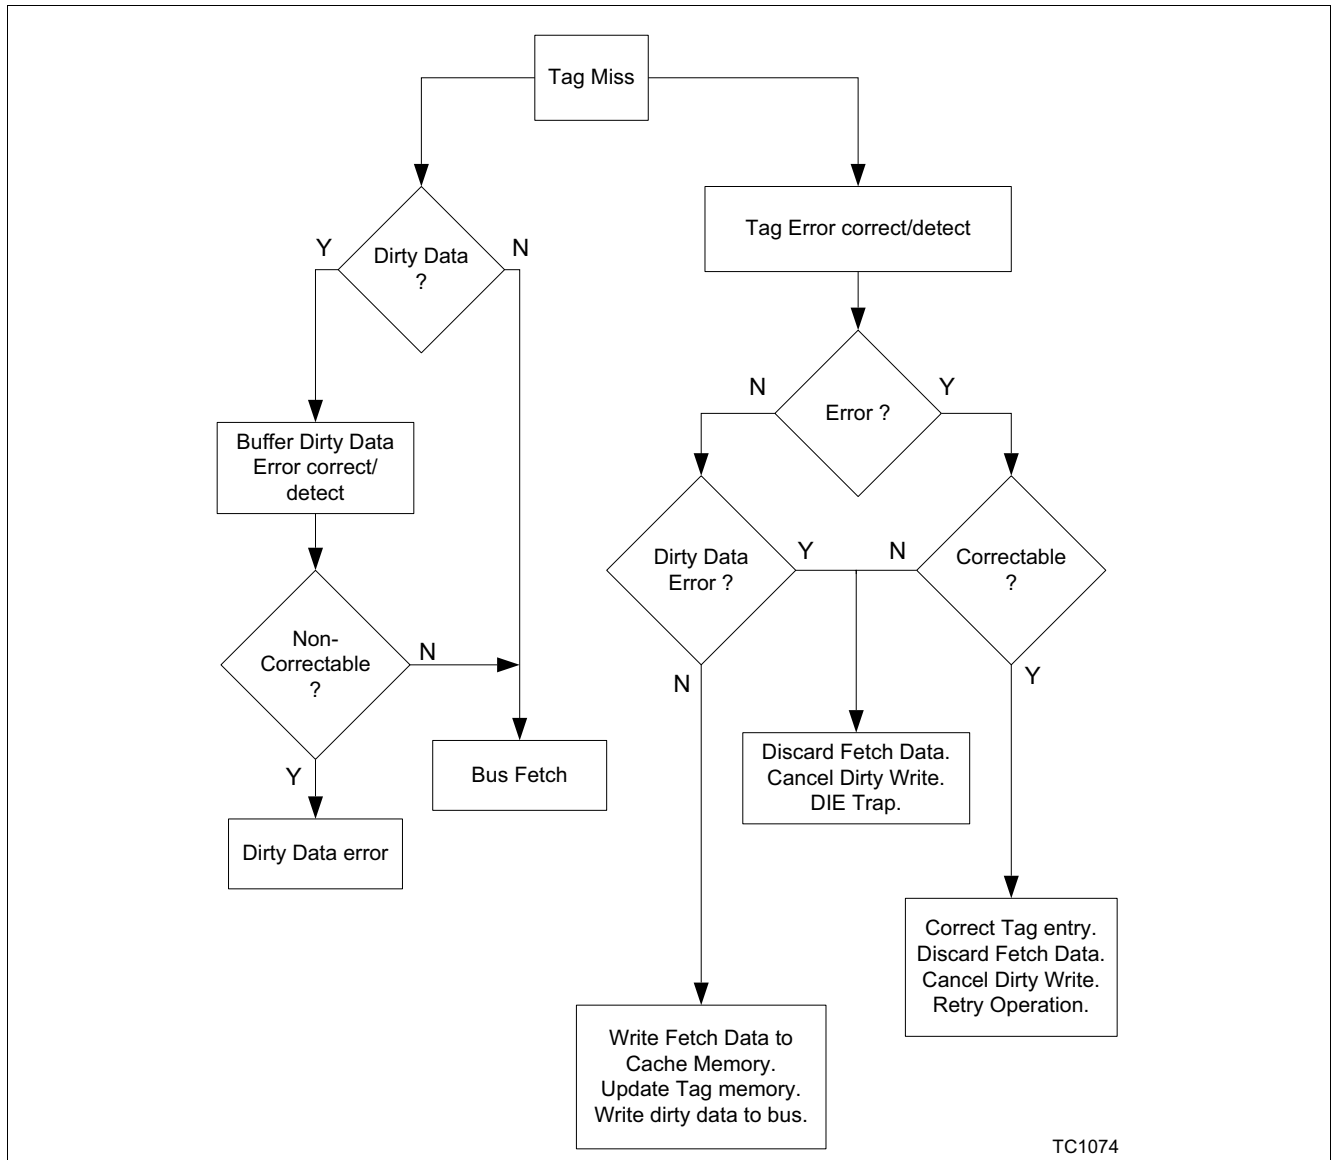 Tag Miss
Y
Dirty Data
?
N
Tag Error correct/detect
N
Error ?
Y
Buffer Dirty Data
Error correct/
detect
Dirty Data
Error ?
Y
N
Correctable
?
Non-
Correctable
?
N
N
Y
Y
Bus Fetch
Discard Fetch Data.
Cancel Dirty Write.
DIE Trap.
Dirty Data error
Correct Tag entry.
Discard Fetch Data.
Cancel Dirty Write.
Retry Operation.
Write Fetch Data to
Cache Memory.
Update Tag memory.
Write dirty data to bus.
TC1074